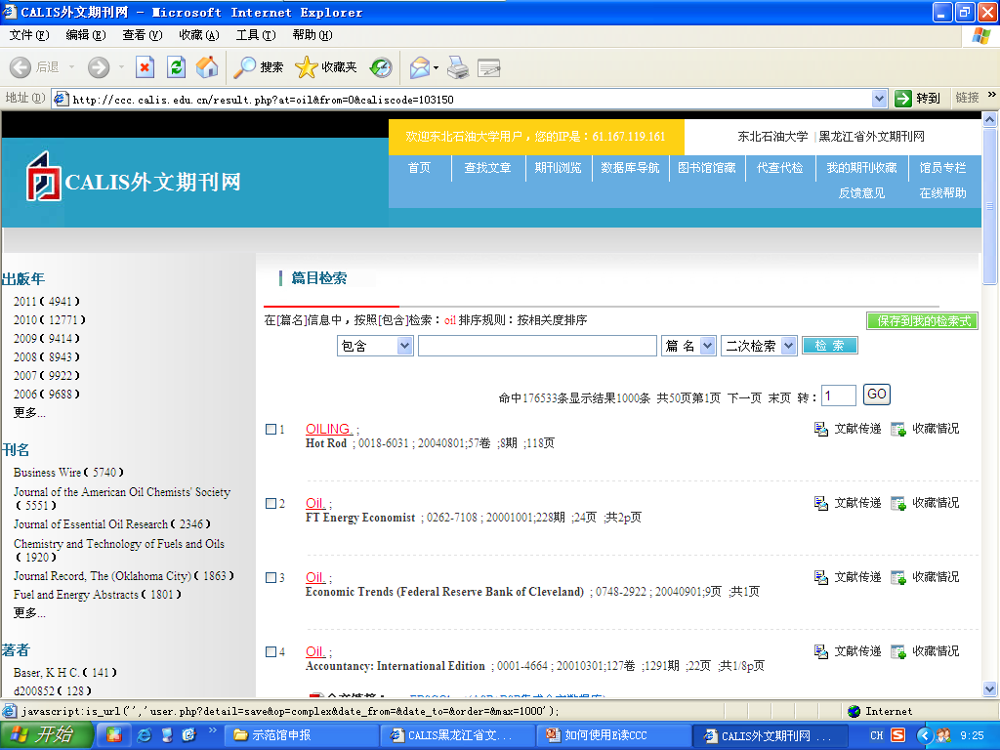 CALIS外文期刊网 - Microsoft Internet Explorer
文件(F) 编辑(E) 查看(V) 收藏(A) 工具(T) 帮助(H)
后退 搜索 收藏夹
地址(D) http://ccc.calis.edu.cn/result.php?at=oil&from=0&caliscode=103150 转到 链接 »
欢迎东北石油大学用户，您的IP是：61.167.119.161 东北石油大学 | 黑龙江省外文期刊网
CALIS外文期刊网
首页 查找文章 期刊浏览 数据库导航 图书馆馆藏 代查代检 我的期刊收藏 馆员专栏
反馈意见 在线帮助
出版年
2011 ( 4941 )
2010 ( 12771 )
2009 ( 9414 )
2008 ( 8943 )
2007 ( 9922 )
2006 ( 9688 )
更多...
刊名
Business Wire ( 5740 )
Journal of the American Oil Chemists' Society
( 5551 )
Journal of Essential Oil Research ( 2346 )
Chemistry and Technology of Fuels and Oils
( 1920 )
Journal Record, The (Oklahoma City) ( 1863 )
Fuel and Energy Abstracts ( 1801 )
更多...
著者
Baser, K H C. ( 141 )
d200852 ( 128 )
篇目检索
在[篇名]信息中，按照[包含]检索：oil 排序规则：按相关度排序 保存到我的检索式
包含 篇 名 二次检索 检 索
命中176533条显示结果1000条 共50页第1页 下一页 末页 转： 1 GO
1 OILING. ; 文献传递 收藏情况
Hot Rod ; 0018-6031 ; 20040801;57卷 ;8期 ;118页
2 Oil. ; 文献传递 收藏情况
FT Energy Economist ; 0262-7108 ; 20001001;228期 ;24页 ;共2p页
3 Oil. ; 文献传递 收藏情况
Economic Trends (Federal Reserve Bank of Cleveland) ; 0748-2922 ; 20040901;9页 ;共1页
4 Oil. ; 文献传递 收藏情况
Accountancy: International Edition ; 0001-4664 ; 20010301;127卷 ;1291期 ;22页 ;共1/8p页
javascript:is_url('','user.php?detail=save&op=complex&date_from=&date_to=&order=&max=1000'); Internet
开始 » 示范馆申报 CALIS黑龙江省文... 如何使用E读CCC CALIS外文期刊网 ... CH S 9:25